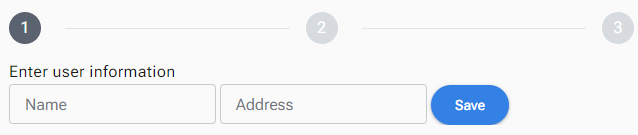 1 2 3
Enter user information
Name Address Save